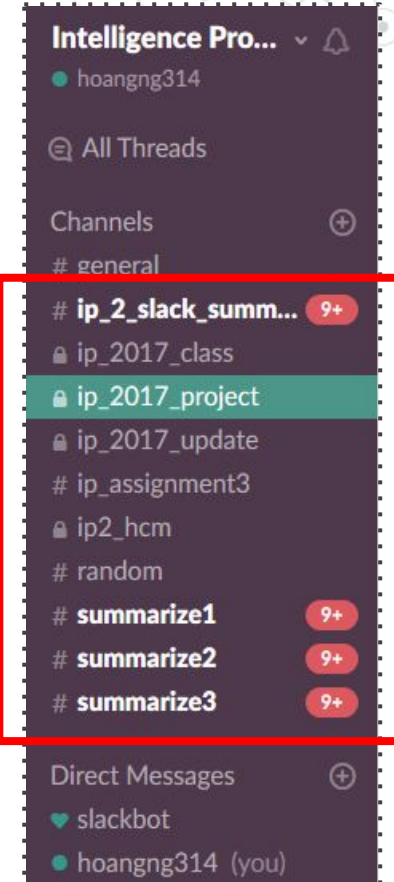 Intelligence Pro...
hoangng314
All Threads
Channels
# general
# ip_2_slack_summ... 9+
ip_2017_class
ip_2017_project
ip_2017_update
# ip_assignment3
ip2_hcm
# random
# summarize1 9+
# summarize2 9+
# summarize3 9+
Direct Messages
slackbot
hoangng314 (you)